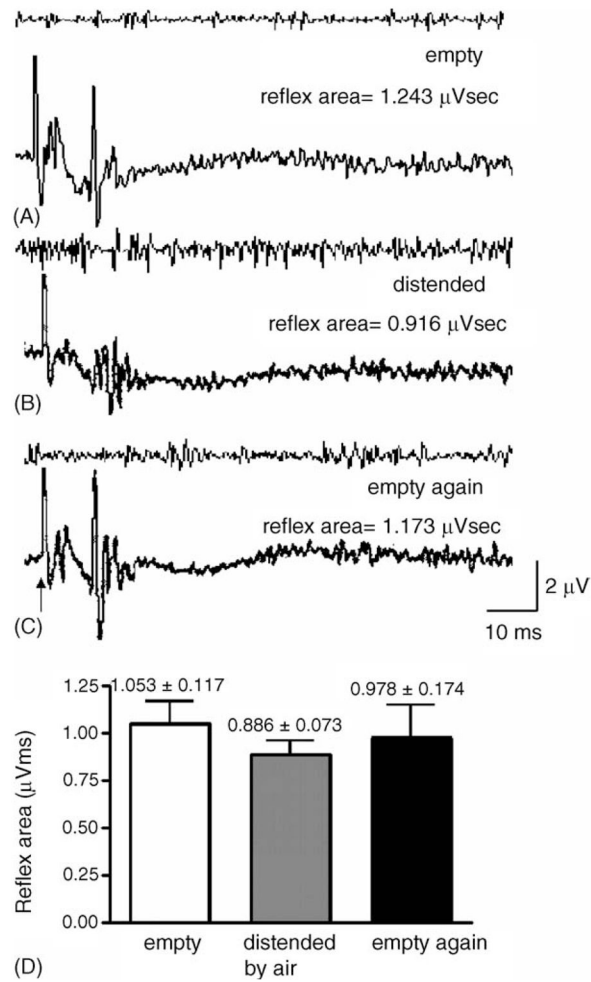 empty
reflex area= 1.243 μVsec
(A)
distended
reflex area= 0.916 μVsec
(B)
empty again
reflex area= 1.173 μVsec
2 μV
(C)
10 ms
1.053 ± 0.117
0.978 ± 0.174
0.886 ± 0.073
1.25
1.00
0.75
0.50
0.25
0.00
Reflex area (μVms)
empty
distended
by air
empty again
(D)